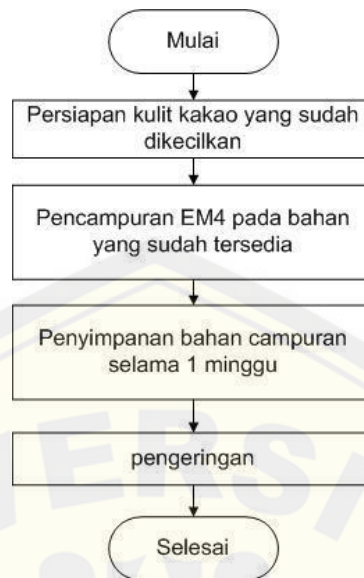 Mulai
Persiapan kulit kakao yang sudah
dikecilkan
Pencampuran EM4 pada bahan
yang sudah tersedia
Penyimpanan bahan campuran
selama 1 minggu
pengeringan
Selesai